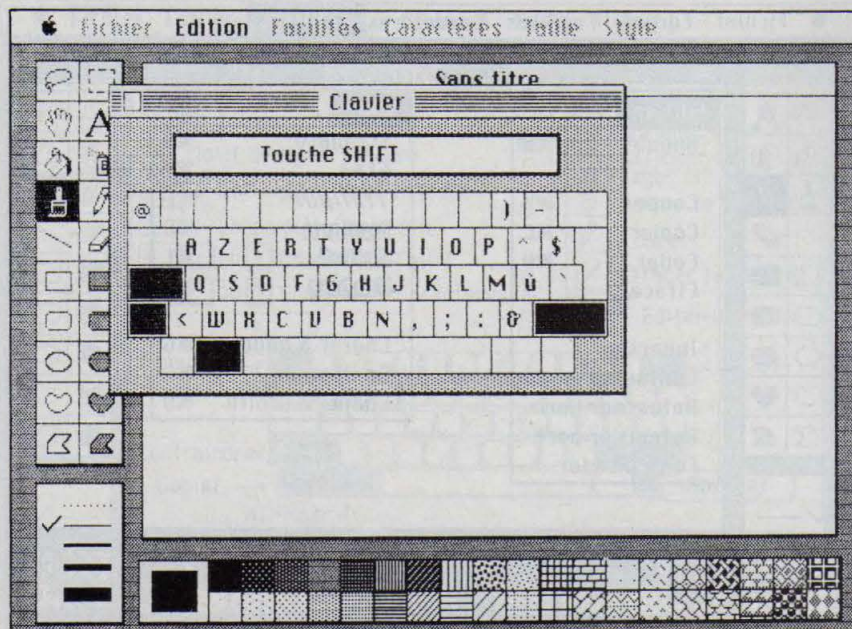 Fichier Edition Facilités Caractères Taille Style
Sans titre
Clavier
Touche SHIFT
@ ) -
A Z E R T Y U I O P ^ $
Q S D F G H J K L M ù
< W X C V B N , ; : &